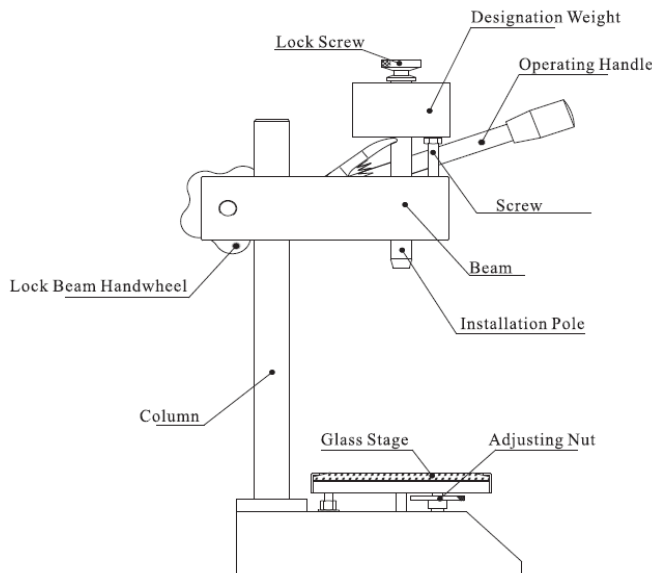 Designation Weight
Lock Screw
Operating Handle
Screw
Beam
Lock Beam Handwheel
Installation Pole
Column
Glass Stage
Adjusting Nut